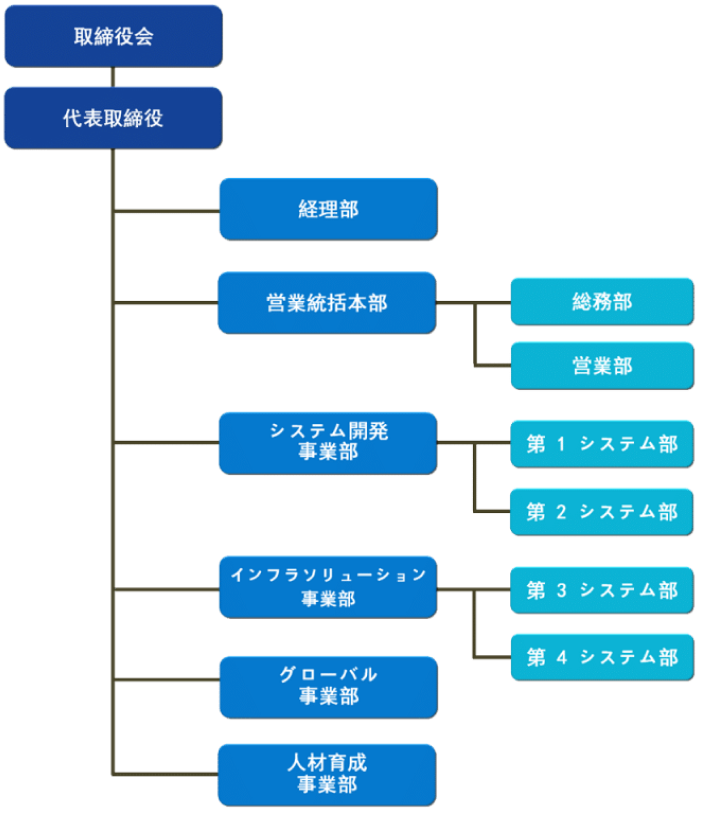 取締役会
代表取締役
経理部
営業統括本部
総務部
営業部
システム開発
事業部
第 1 システム部
第 2 システム部
インフラソリューション
事業部
第 3 システム部
第 4 システム部
グローバル
事業部
人材育成
事業部